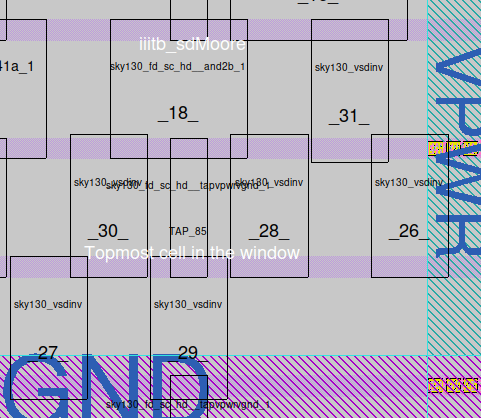 iiitb_sdMoore
41a_1
sky130_fd_sc_hd__and2b_1
sky130_vsdinv
_18_
_31_
VPWR
sky130_vsdinv
sky130_fd_sc_hd__tapvpwrvgnd_1
sky130_vsdinv
sky130_vsdinv
_30_
TAP_85
_28_
_26_
Topmost cell in the window
sky130_vsdinv
sky130_vsdinv
_27_
_29_
GND
sky130_fd_sc_hd__tapvpwrvgnd_1